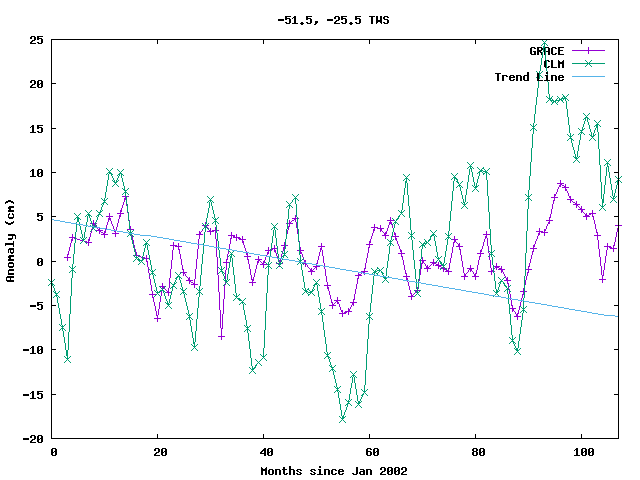 -51.5, -25.5 TWS
GRACE
CLM
Trend Line
25
20
15
10
5
0
-5
-10
-15
-20
Anomaly (cm)
0 20 40 60 80 100
Months since Jan 2002